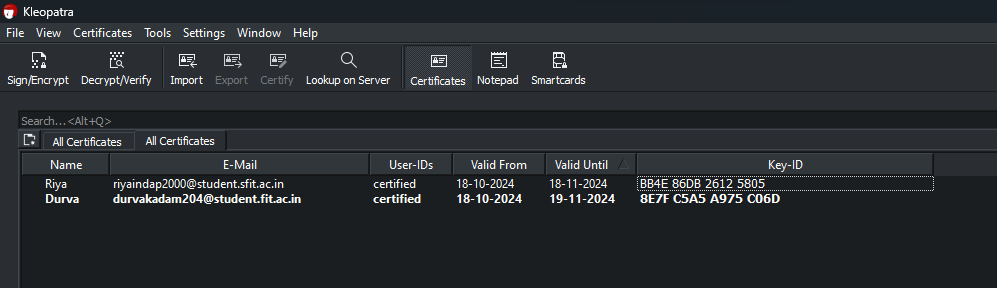 Kleopatra
File View Certificates Tools Settings Window Help
Sign/Encrypt Decrypt/Verify Import Export Certify Lookup on Server Certificates Notepad Smartcards
Search...<Alt+Q>
All Certificates All Certificates
Name E-Mail User-IDs Valid From Valid Until Key-ID
Riya riyaindap2000@student.sfit.ac.in certified 18-10-2024 18-11-2024 BB4E 86DB 2612 5805
Durva durvakadam204@student.fit.ac.in certified 18-10-2024 19-11-2024 8E7F C5A5 A975 C06D